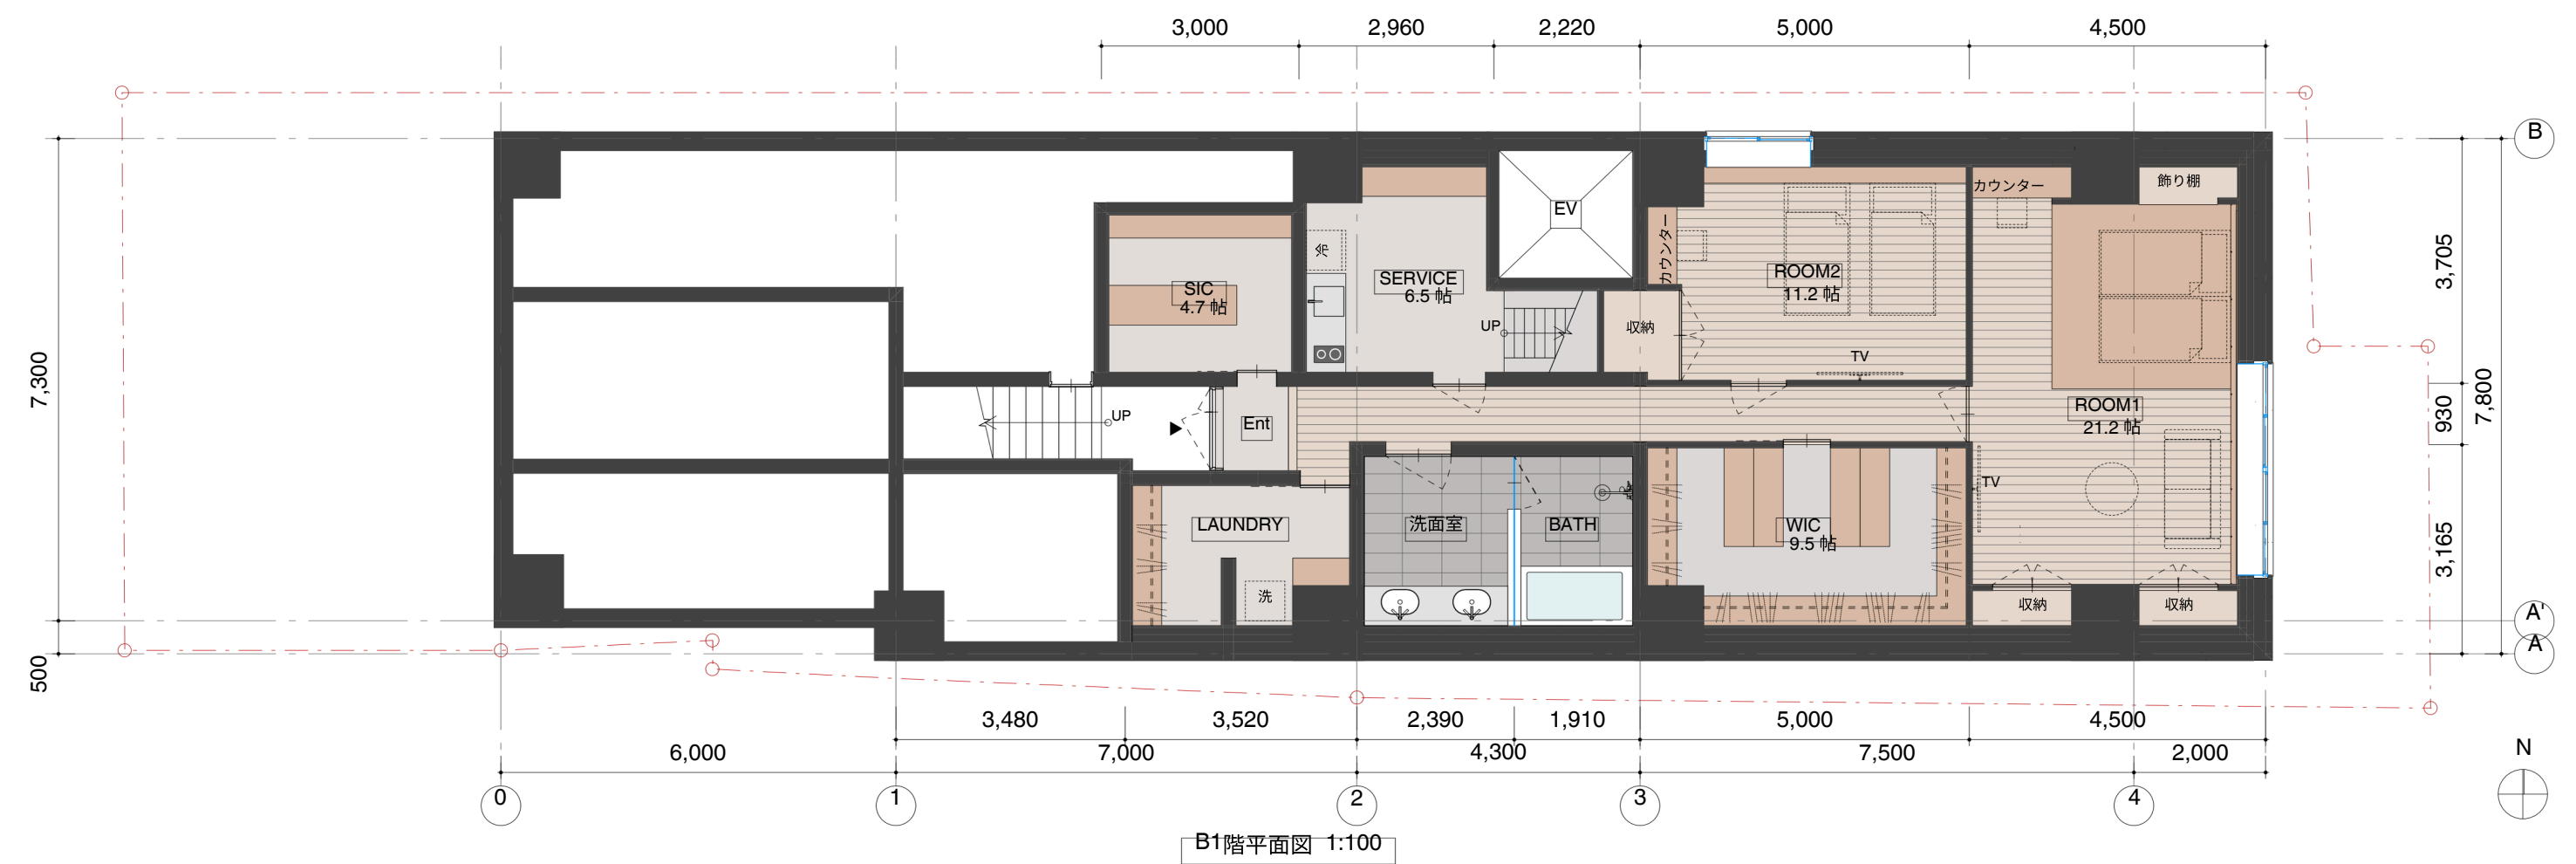 3,000
2,960
2,220
5,000
4,500
B
カウンター
飾り棚
EV
冷
カウンター
SIC
4.7 帖
SERVICE
6.5 帖
ROOM2
11.2 帖
3,705
UP
収納
TV
7,300
UP
Ent
ROOM1
21.2 帖
930
7,800
TV
LAUNDRY
洗面室
BATH
WIC
9.5 帖
3,165
洗
収納
収納
A'
A
500
3,480
3,520
2,390
1,910
5,000
4,500
6,000
7,000
4,300
7,500
2,000
N
0
1
2
3
4
B1階平面図 1:100